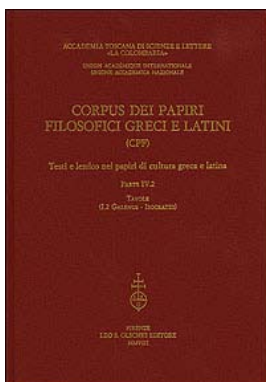 ACCADEMIA TOSCANA DI SCIENZE E LETTERE
«LA COLOMBARIA»
UNION ACADÉMIQUE INTERNATIONALE
UNIONE ACCADEMICA NAZIONALE
CORPUS DEI PAPIRI
FILOSOFICI GRECI E LATINI
(CPF)
Testi e lessico nei papiri di cultura greca e latina
PARTE IV.2
TAVOLE
(I.2 GALENUS - ISOCRATES)
FIRENZE
LEO S. OLSCHKI EDITORE
MMVIII